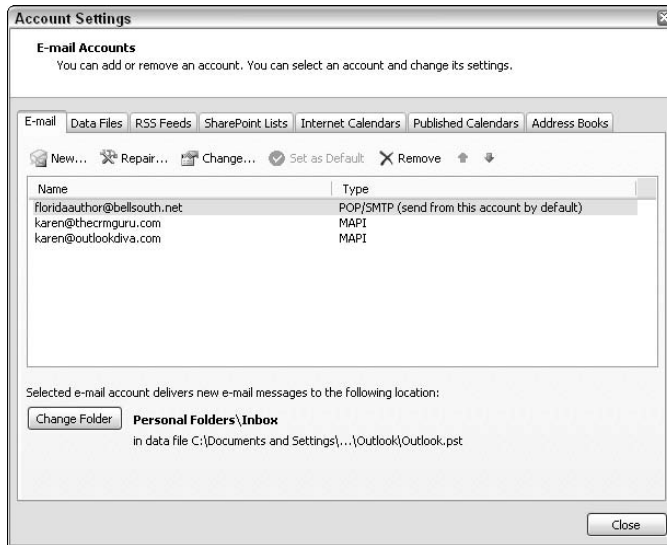 Account Settings
E-mail Accounts
You can add or remove an account. You can select an account and change its settings.
E-mail Data Files RSS Feeds SharePoint Lists Internet Calendars Published Calendars Address Books
New... Repair... Change... Set as Default Remove
Name Type
floridaauthor@bellsouth.net POP/SMTP (send from this account by default)
karen@thecrmguru.com MAPI
karen@outlookdiva.com MAPI
Selected e-mail account delivers new e-mail messages to the following location:
Change Folder Personal Folders\Inbox
in data file C:\Documents and Settings\...\Outlook\Outlook.pst
Close